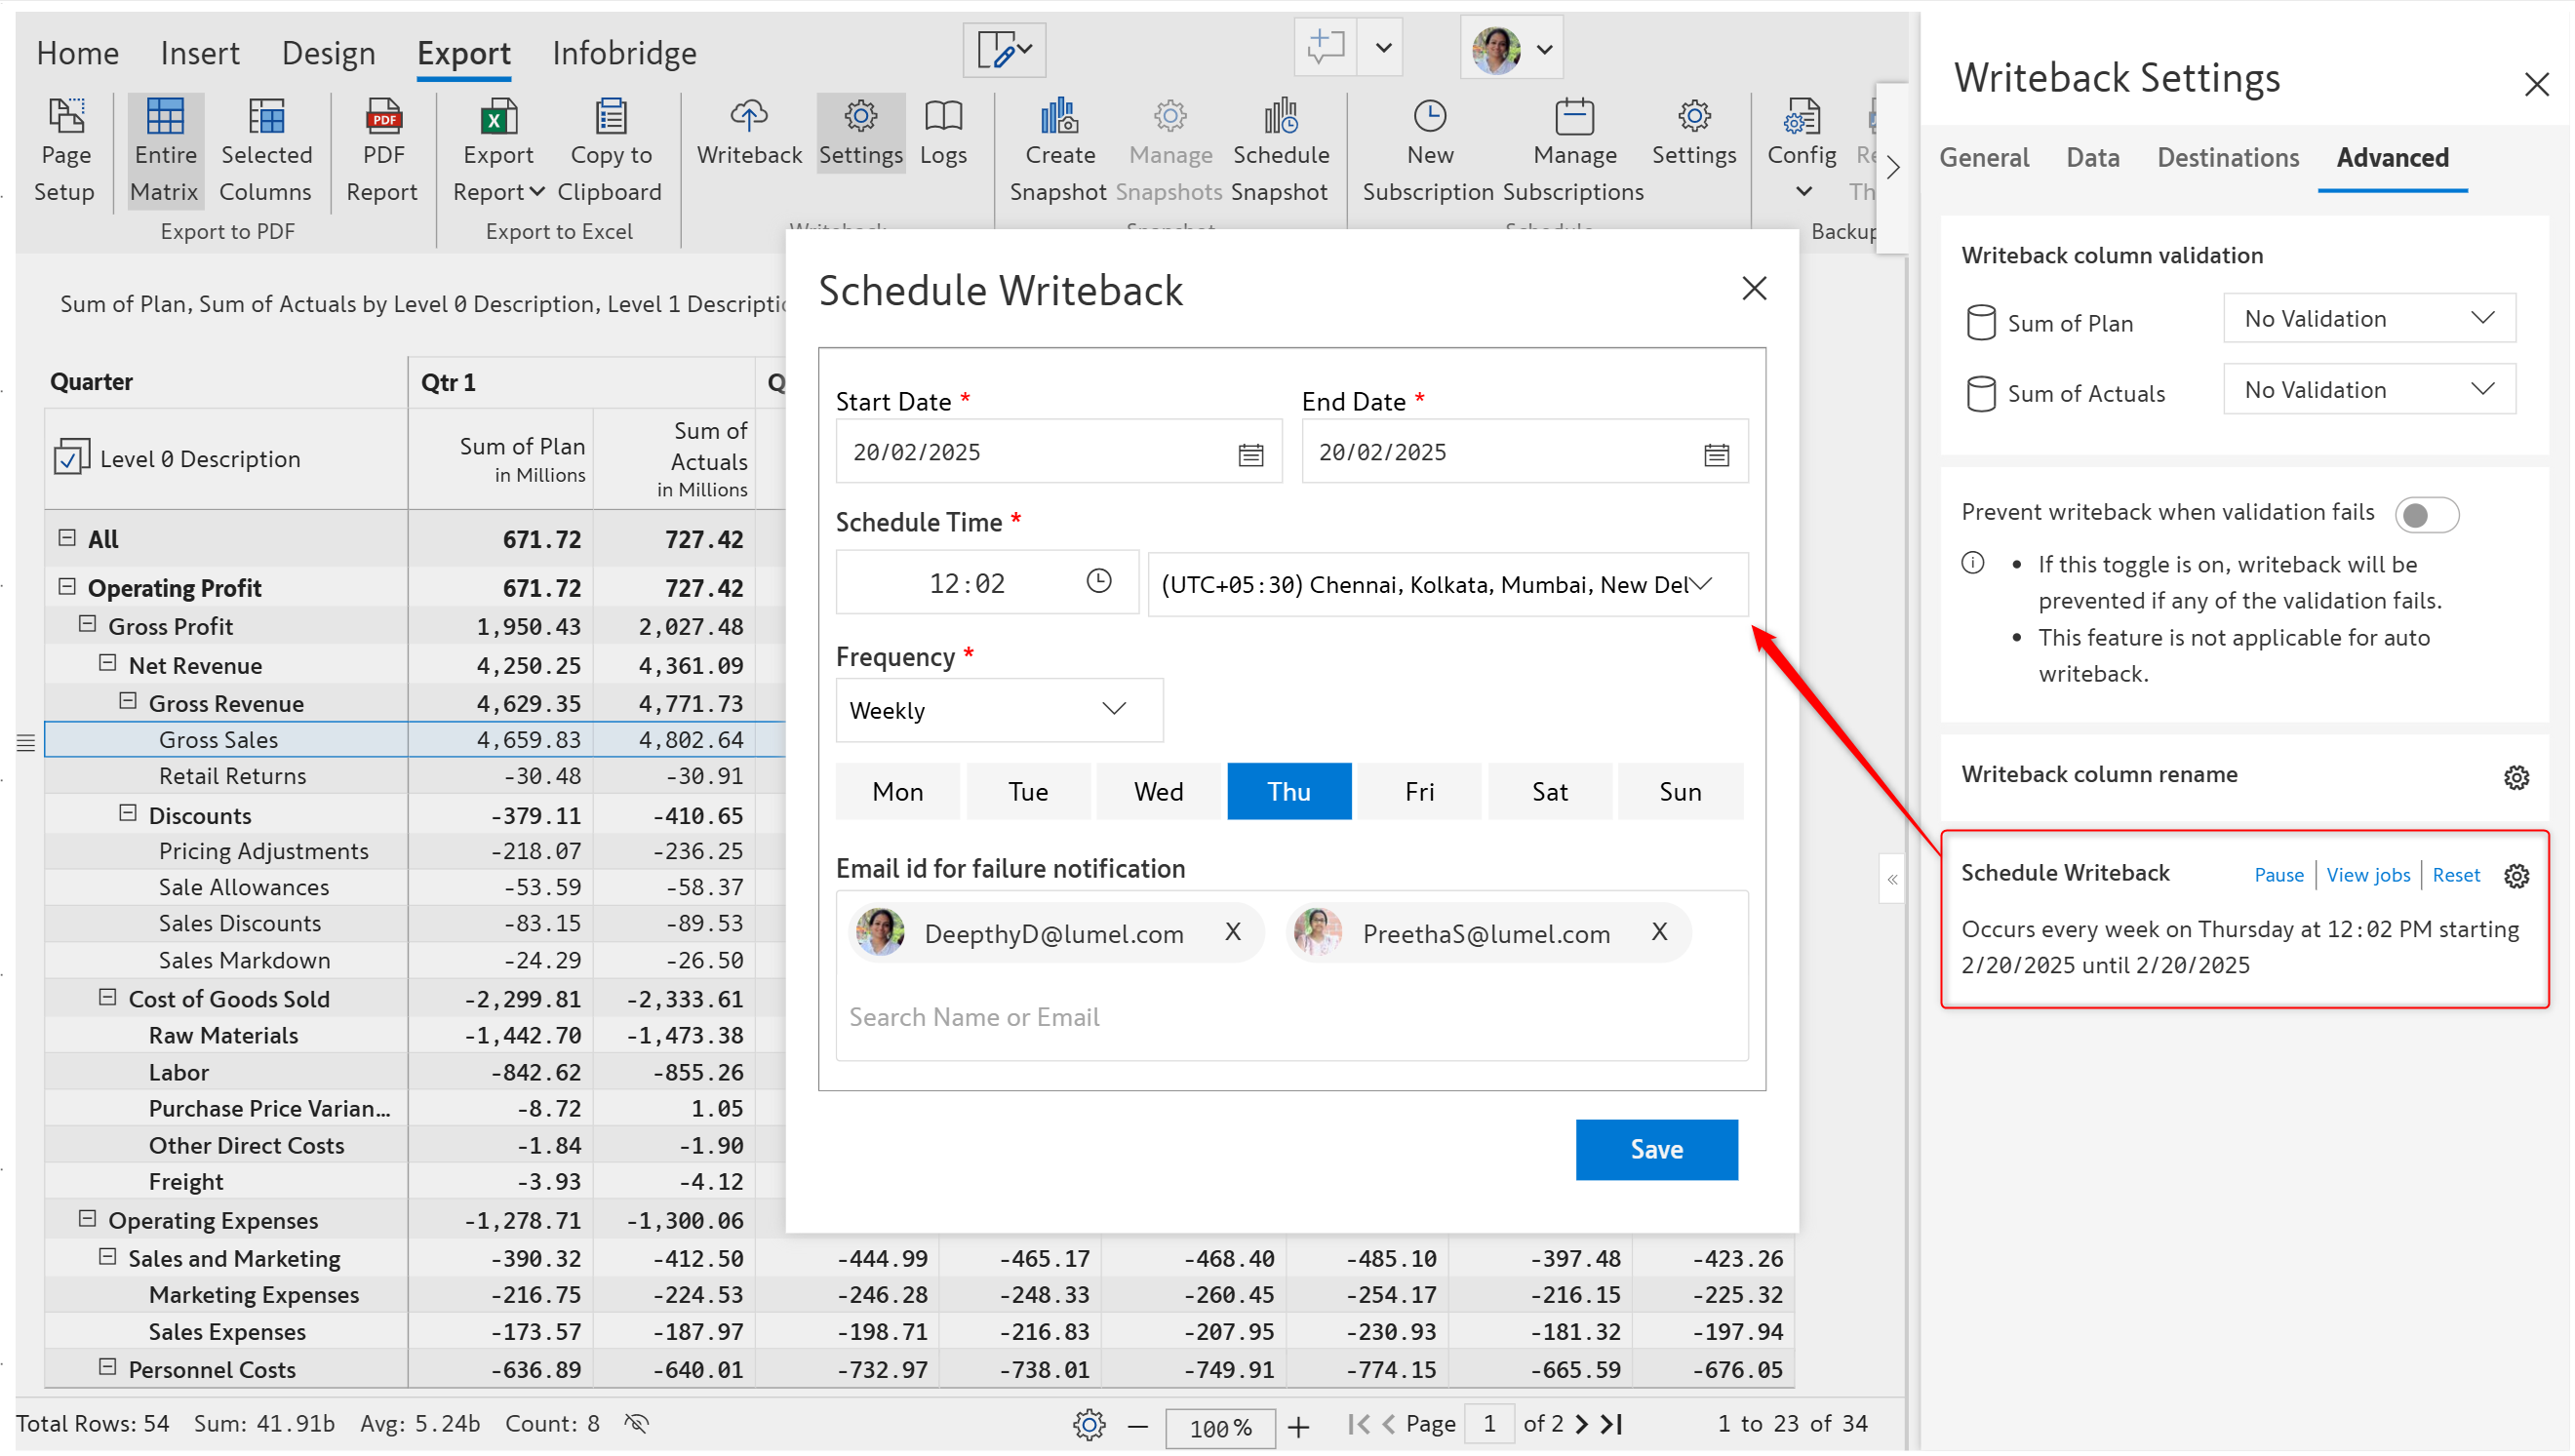 Home Insert Design Export Infobridge
Page Setup
Entire Matrix
Selected Columns
PDF Report
Export Report
Copy to Clipboard
Writeback
Settings
Logs
Create Snapshot
Manage Snapshots
Schedule Snapshot
New Subscription
Manage Subscriptions
Settings
Config
Export to PDF
Export to Excel
Sum of Plan, Sum of Actuals by Level 0 Description, Level 1
Quarter Qtr 1
Level 0 Description
Sum of Plan
in Millions
Sum of
Actuals
in Millions
All 671.72 727.42
Operating Profit 671.72 727.42
Gross Profit 1,950.43 2,027.48
Net Revenue 4,250.25 4,361.09
Gross Revenue 4,629.35 4,771.73
Gross Sales 4,659.83 4,802.64
Retail Returns -30.48 -30.91
Discounts -379.11 -410.65
Pricing Adjustments -218.07 -236.25
Sale Allowances -53.59 -58.37
Sales Discounts -83.15 -89.53
Sales Markdown -24.29 -26.50
Cost of Goods Sold -2,299.81 -2,333.61
Raw Materials -1,442.70 -1,473.38
Labor -842.62 -855.26
Purchase Price Varian... -8.72 1.05
Other Direct Costs -1.84 -1.90
Freight -3.93 -4.12
Operating Expenses -1,278.71 -1,300.06
Sales and Marketing -390.32 -412.50 -444.99 -465.17 -468.40 -485.10 -397.48 -423.26
Marketing Expenses -216.75 -224.53 -246.28 -248.33 -260.45 -254.17 -216.15 -225.32
Sales Expenses -173.57 -187.97 -198.71 -216.83 -207.95 -230.93 -181.32 -197.94
Personnel Costs -636.89 -640.01 -732.97 -738.01 -749.91 -774.15 -665.59 -676.05
Total Rows: 54 Sum: 41.91b Avg: 5.24b Count: 8
100 %
Page 1 of 2
1 to 23 of 34
Schedule Writeback
Start Date * End Date *
20/02/2025 20/02/2025
Schedule Time *
12:02 (UTC+05:30) Chennai, Kolkata, Mumbai, New Del
Frequency *
Weekly
Mon Tue Wed Thu Fri Sat Sun
Email id for failure notification
DeepthyD@lumel.com X PreethaS@lumel.com X
Search Name or Email
Save
Writeback Settings
General Data Destinations Advanced
Writeback column validation
Sum of Plan No Validation
Sum of Actuals No Validation
Prevent writeback when validation fails
• If this toggle is on, writeback will be
prevented if any of the validation fails.
• This feature is not applicable for auto
writeback.
Writeback column rename
Schedule Writeback Pause View jobs Reset
Occurs every week on Thursday at 12:02 PM starting
2/20/2025 until 2/20/2025